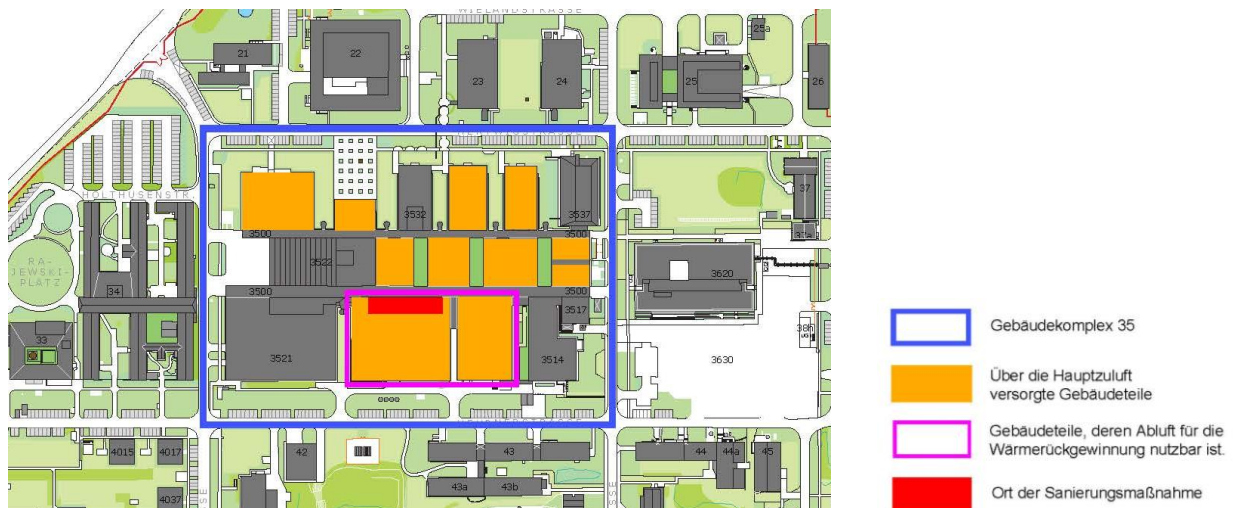 WIELANDSTRASSE
25a
21
22
23
24
25
26
HOLTHUSENSTR.
37
3532
3537
3500
3500
37a
RA-
JEWSKI-
PLATZ
3522
3620
34
3500
3500
3517
33
3521
3514
38h
3630
4015
4017
42
43
44
44a
45
43a
43b
4037
Gebäudekomplex 35
Über die Hauptzuluft
versorgte Gebäudeteile
Gebäudeteile, deren Abluft für die
Wärmerückgewinnung nutzbar ist.
Ort der Sanierungsmaßnahme